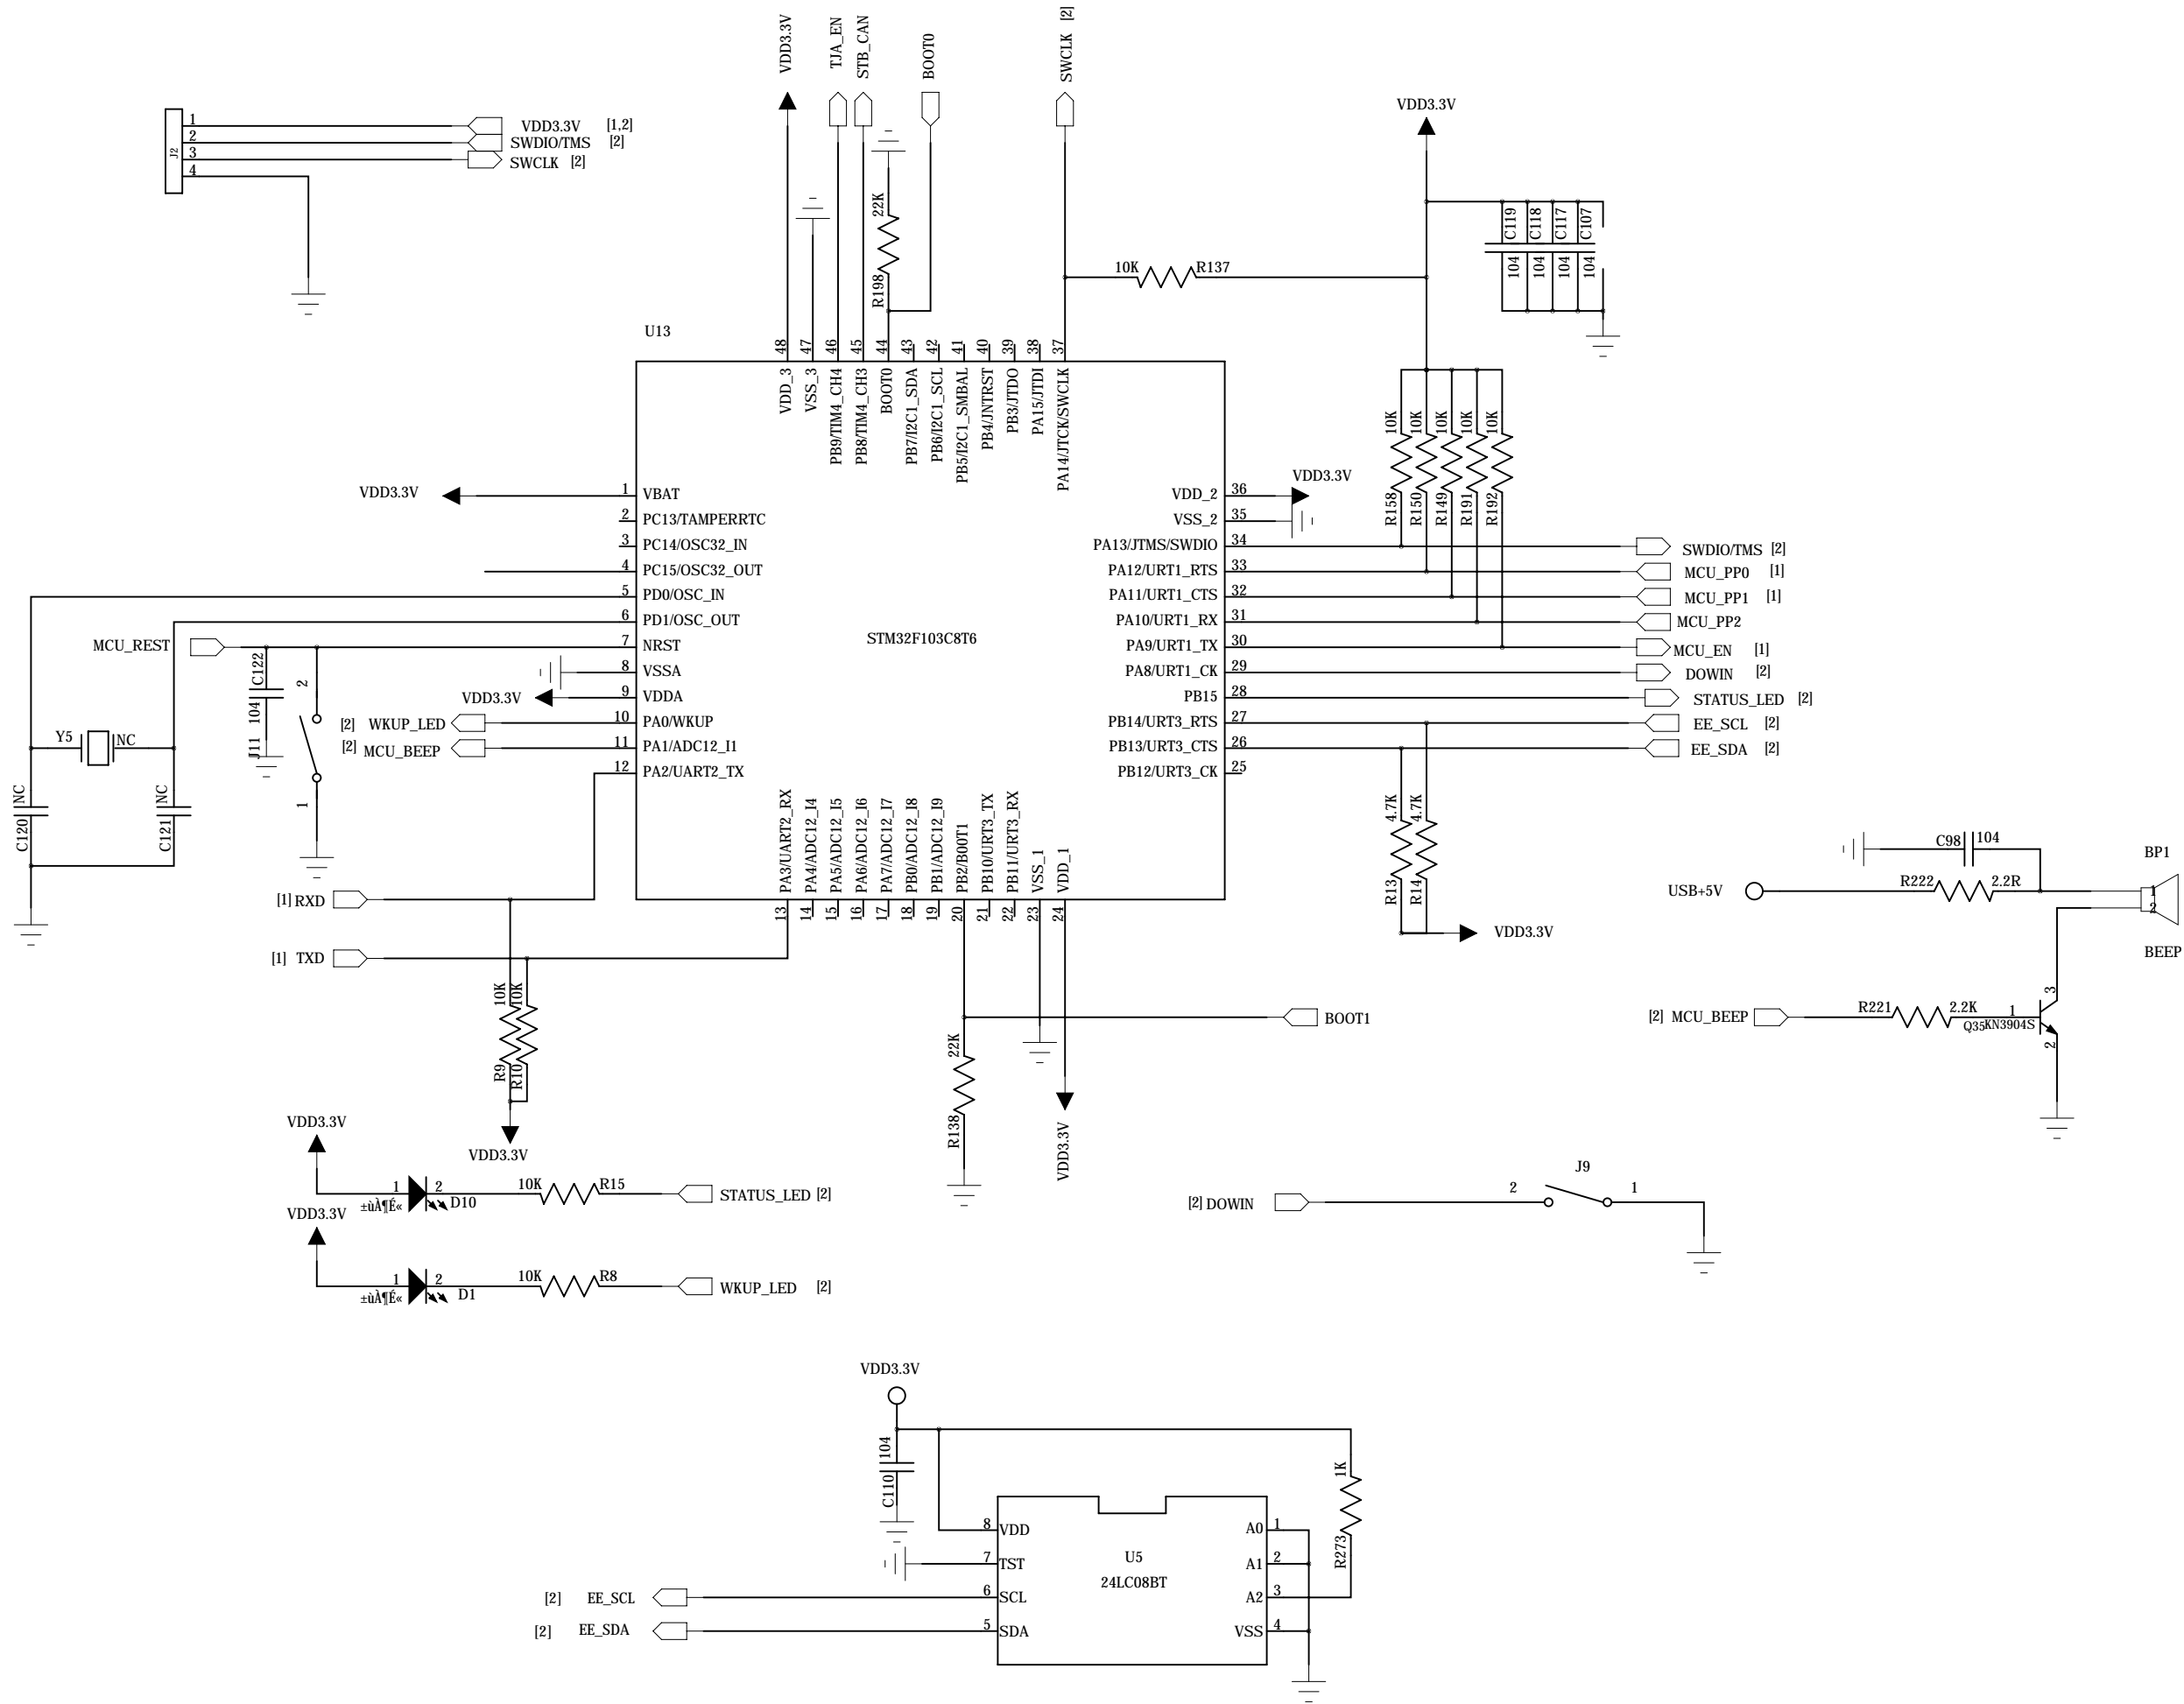 VDD3.3V
TJA_EN
STB_CAN
BOOT0
SWCLK [2]
VDD3.3V
J2
1 VDD3.3V [1,2]
2 SWDIO/TMS [2]
3 SWCLK [2]
4
22K
R198
10K R137
C119 C118 C117 C107
104 104 104 104
U13
48 47 46 45 44 43 42 41 40 39 38 37
VDD_3
VSS_3
PB9/TIM4_CH4
PB8/TIM4_CH3
BOOT0
PB7/I2C1_SDA
PB6/I2C1_SCL
PB5/I2C1_SMBAL
PB4/JNTRST
PB3/JTDO
PA15/JTDI
PA14/JTCK/SWCLK
10K 10K 10K 10K 10K
R158 R150 R149 R191 R192
VDD3.3V 1 VBAT
2 PC13/TAMPERRTC
3 PC14/OSC32_IN
4 PC15/OSC32_OUT
5 PD0/OSC_IN
6 PD1/OSC_OUT
MCU_REST 7 NRST
8 VSSA
VDD3.3V 9 VDDA
[2] WKUP_LED 10 PA0/WKUP
[2] MCU_BEEP 11 PA1/ADC12_I1
12 PA2/UART2_TX
STM32F103C8T6
VDD3.3V
VDD_2 36
VSS_2 35
PA13/JTMS/SWDIO 34 SWDIO/TMS [2]
PA12/URT1_RTS 33 MCU_PP0 [1]
PA11/URT1_CTS 32 MCU_PP1 [1]
PA10/URT1_RX 31 MCU_PP2
PA9/URT1_TX 30 MCU_EN [1]
PA8/URT1_CK 29 DOWIN [2]
PB15 28 STATUS_LED [2]
PB14/URT3_RTS 27 EE_SCL [2]
PB13/URT3_CTS 26 EE_SDA [2]
PB12/URT3_CK 25
C122
104
J11
2
1
Y5 NC
NC
C120
NC
C121
PA3/UART2_RX
PA4/ADC12_I4
PA5/ADC12_I5
PA6/ADC12_I6
PA7/ADC12_I7
PB0/ADC12_I8
PB1/ADC12_I9
PB2/B00T1
PB10/URT3_TX
PB11/URT3_RX
VSS_1
VDD_1
13 14 15 16 17 18 19 20 21 22 23 24
4.7K 4.7K
R13 R14
VDD3.3V
C98 104
BP1
USB+5V
R222 2.2R
1
2
BEEP
[2] MCU_BEEP
R221 2.2K
1
3
2
Q35 KN3904S
[1] RXD
[1] TXD
10K 10K
R9 R10
VDD3.3V
BOOT1
22K
R138
VDD3.3V
VDD3.3V
1 2
±ùÀ¶É« D10
10K R15
STATUS_LED [2]
VDD3.3V
1 2
±ùÀ¶É« D1
10K R8
WKUP_LED [2]
J9
[2] DOWIN
2 1
VDD3.3V
104
C110
1K
R273
8 VDD
7 TST
6 SCL
5 SDA
U5
24LC08BT
A0 1
A1 2
A2 3
VSS 4
[2] EE_SCL
[2] EE_SDA